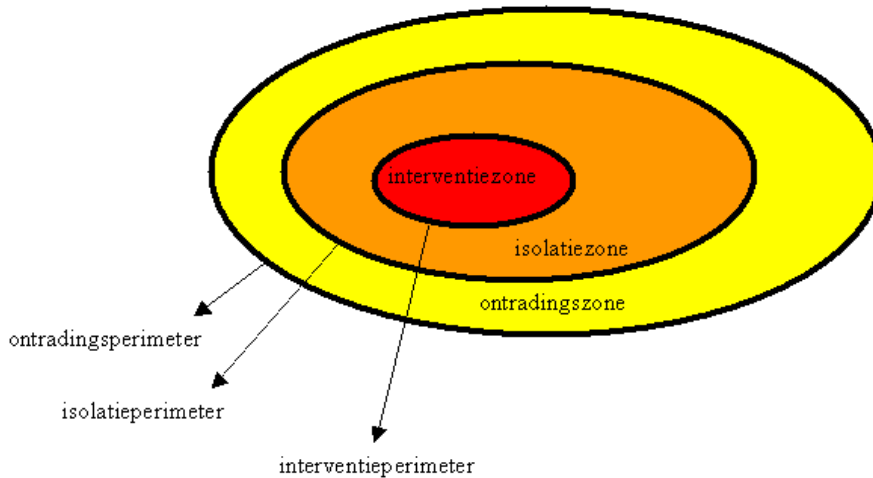 interventiezone
isolatiezone
ontradingszone
ontradingsperimeter
isolatieperimeter
interventieperimeter